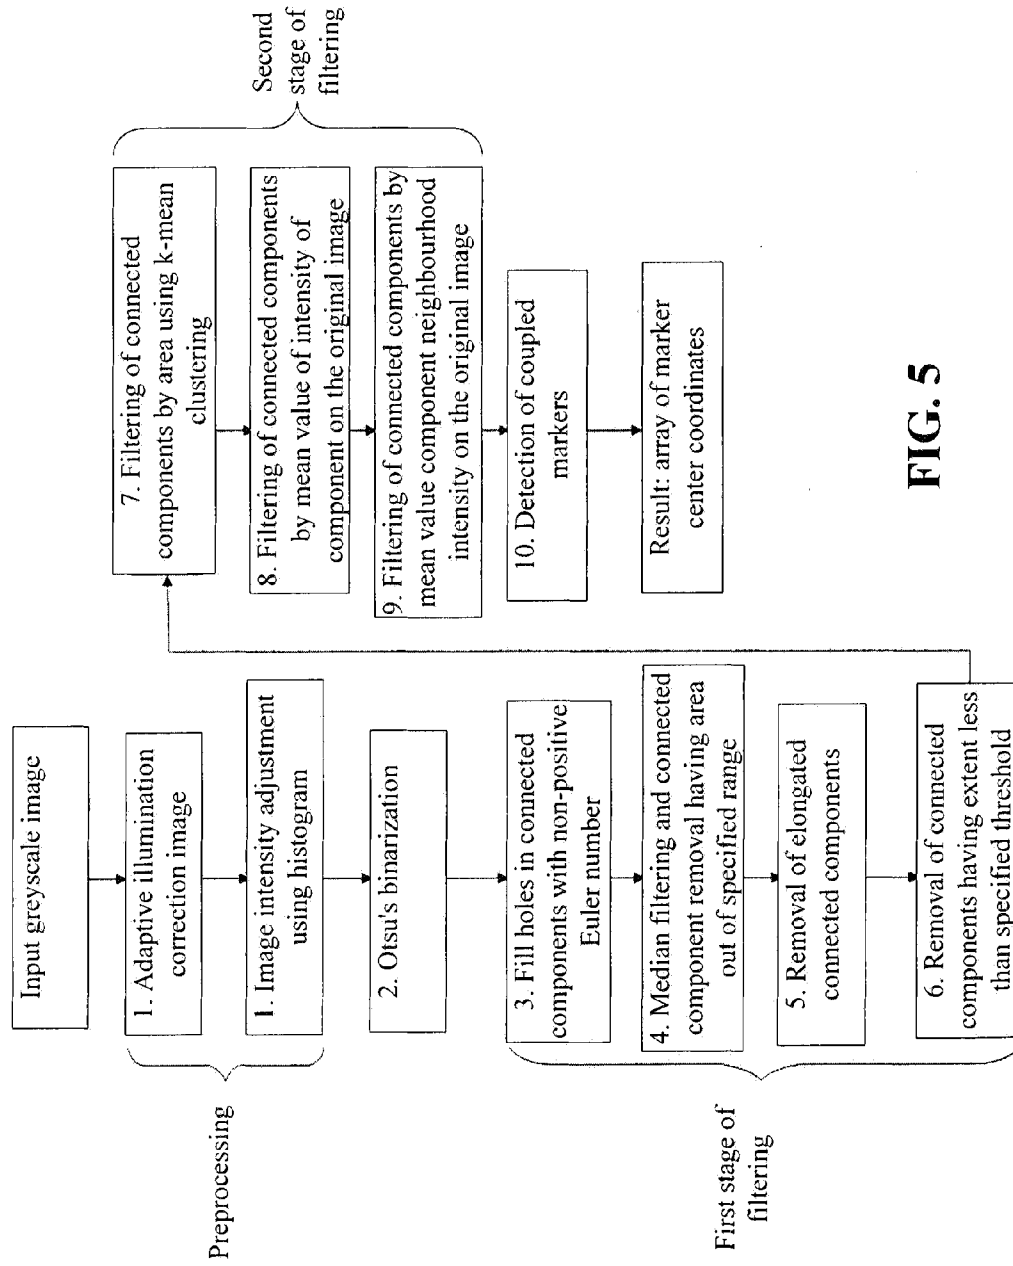 Input greyscale image
1. Adaptive illumination
correction image
1. Image intensity adjustment
using histogram
Preprocessing
2. Otsu's binarization
3. Fill holes in connected
components with non-positive
Euler number
4. Median filtering and connected
component removal having area
out of specified range
5. Removal of elongated
connected components
6. Removal of connected
components having extent less
than specified threshold
First stage of
filtering
7. Filtering of connected
components by area using k-mean
clustering
8. Filtering of connected components
by mean value of intensity of
component on the original image
9. Filtering of connected components by
mean value component neighbourhood
intensity on the original image
Second
stage of
filtering
10. Detection of coupled
markers
Result: array of marker
center coordinates
FIG. 5